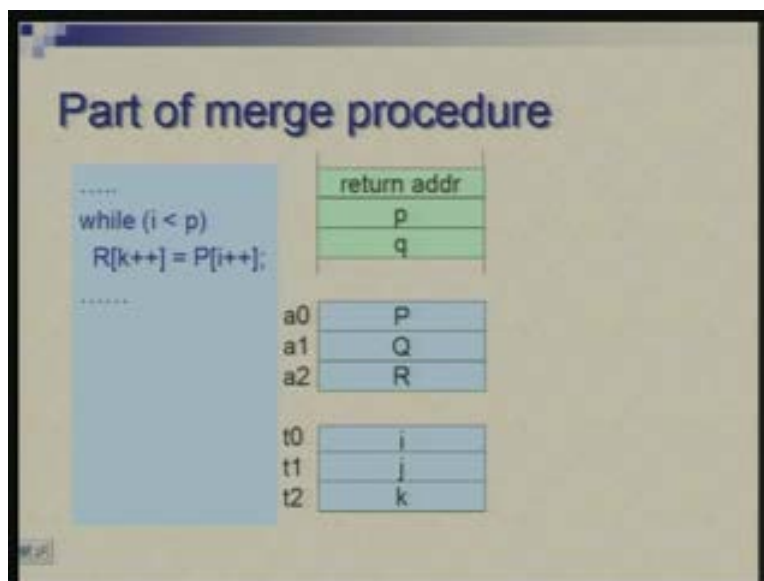 Part of merge procedure
.....
while (i < p)
R[k++] = P[i++];
......
return addr
p
q
a0 P
a1 Q
a2 R
t0 i
t1 j
t2 k